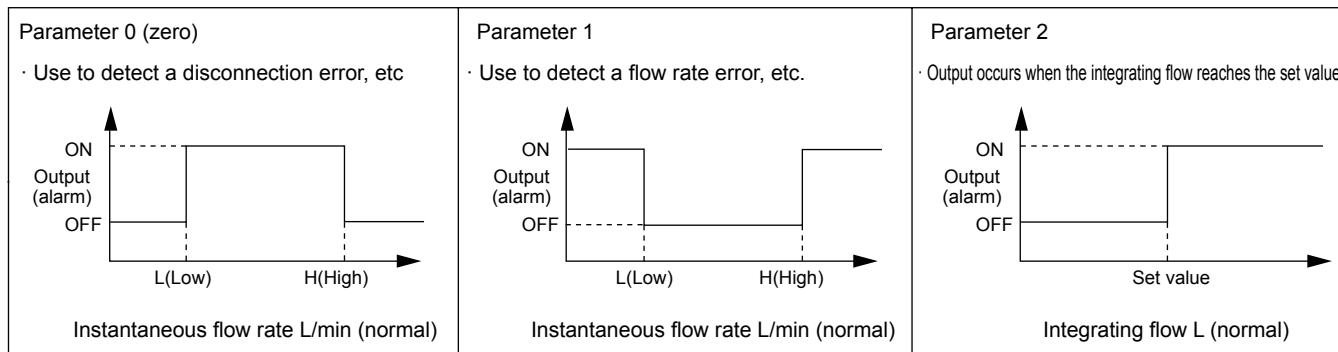 Parameter 0 (zero)
· Use to detect a disconnection error, etc
ON
Output
(alarm)
OFF
L(Low)
H(High)
Instantaneous flow rate L/min (normal)
Parameter 1
· Use to detect a flow rate error, etc.
ON
Output
(alarm)
OFF
L(Low)
H(High)
Instantaneous flow rate L/min (normal)
Parameter 2
· Output occurs when the integrating flow reaches the set value
ON
Output
(alarm)
OFF
Set value
Integrating flow L (normal)